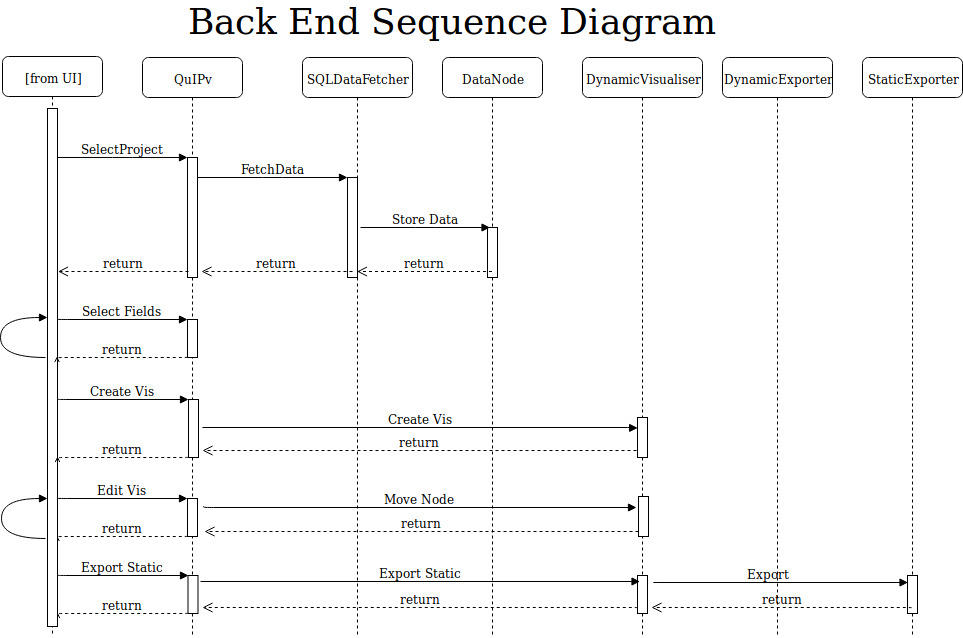 Back End Sequence Diagram
[from UI]
QuIPv
SQLDataFetcher
DataNode
DynamicVisualiser
DynamicExporter
StaticExporter
SelectProject
FetchData
Store Data
return
return
return
Select Fields
return
Create Vis
Create Vis
return
return
Edit Vis
Move Node
return
return
Export Static
Export Static
Export
return
return
return